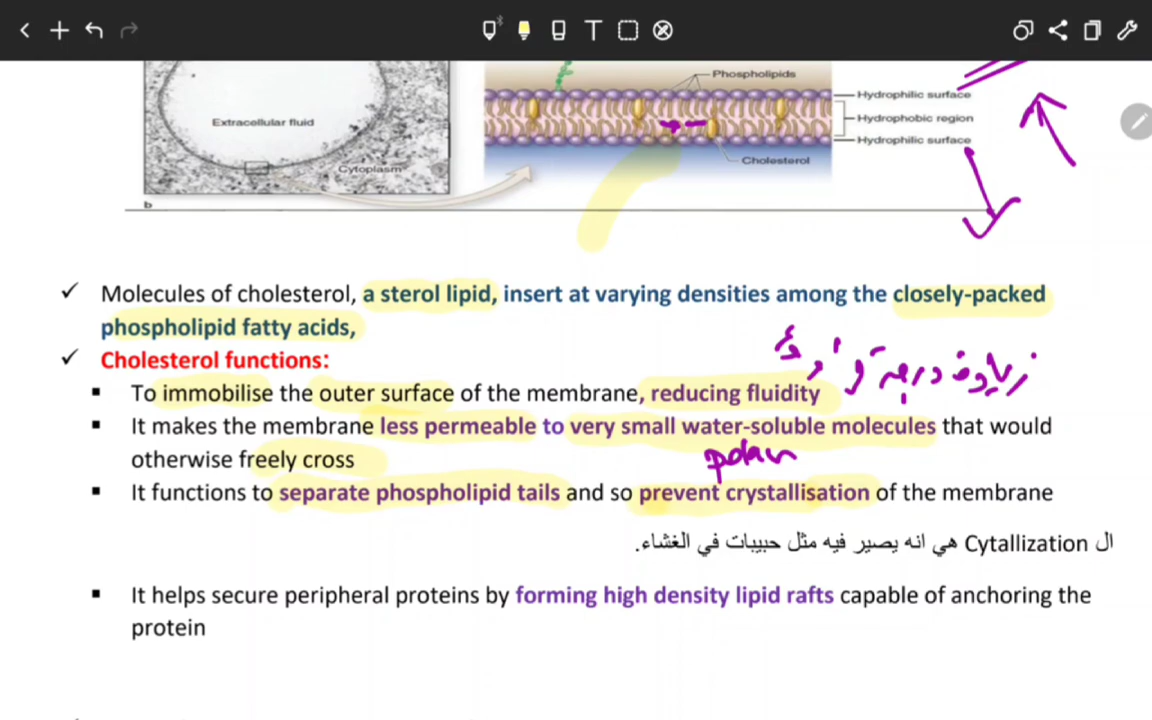 T
Phospholipids
Hydrophilic surface
Extracellular fluid
Hydrophobic region
Hydrophilic surface
Cytoplasm
Cholesterol
b
✓ Molecules of cholesterol, a sterol lipid, insert at varying densities among the closely-packed
phospholipid fatty acids,
✓ Cholesterol functions:
▪ To immobilise the outer surface of the membrane, reducing fluidity
▪ It makes the membrane less permeable to very small water-soluble molecules that would
otherwise freely cross
polar
▪ It functions to separate phospholipid tails and so prevent crystallisation of the membrane
ال Cytallization هي انه يصير فيه مثل حبيبات في الغشاء.
▪ It helps secure peripheral proteins by forming high density lipid rafts capable of anchoring the
protein